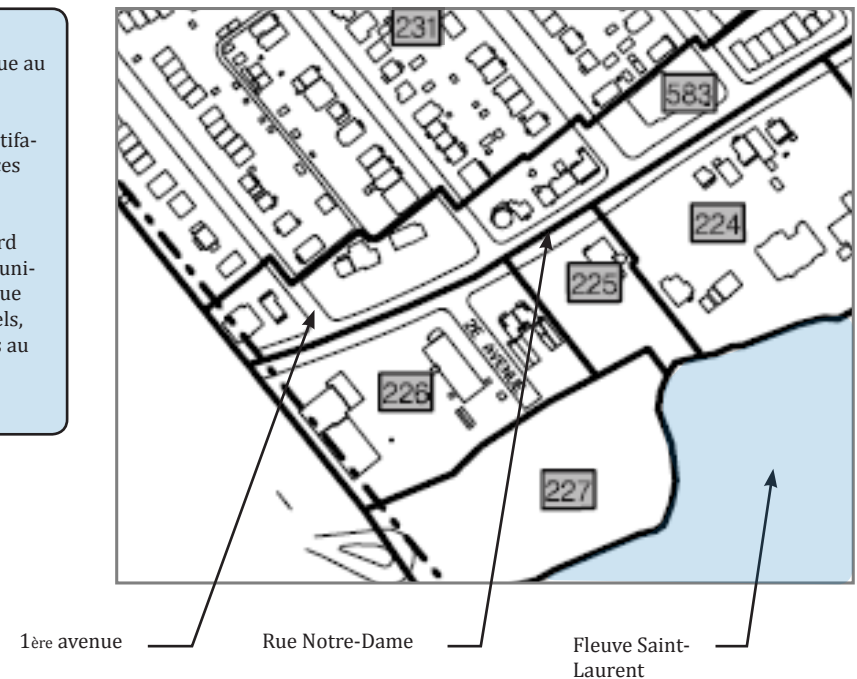 ue au
tifa-
ces
rd
uni-
ue
els,
s au
231
583
224
225
2E AVENUE
226
227
1ère avenue
Rue Notre-Dame
Fleuve Saint-
Laurent